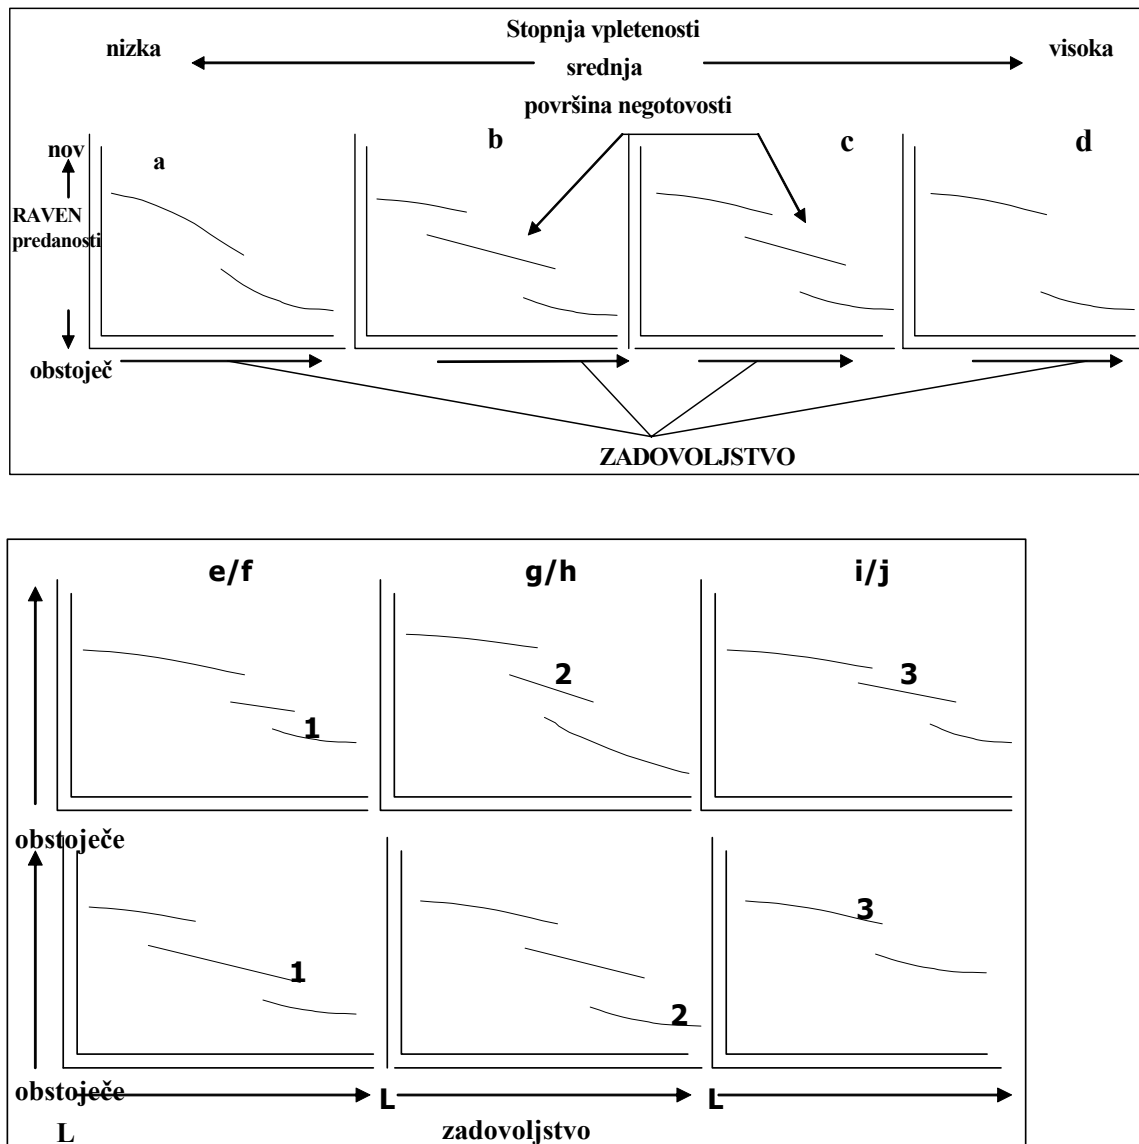 Stopnja vpletenosti
nizka
visoka
srednja
površina negotovosti
a
b
c
d
nov
RAVEN
predanosti
obstoječ
ZADOVOLJSTVO
e/f
g/h
i/j
1
2
3
obstoječe
1
2
3
obstoječe
L
L
L
zadovoljstvo